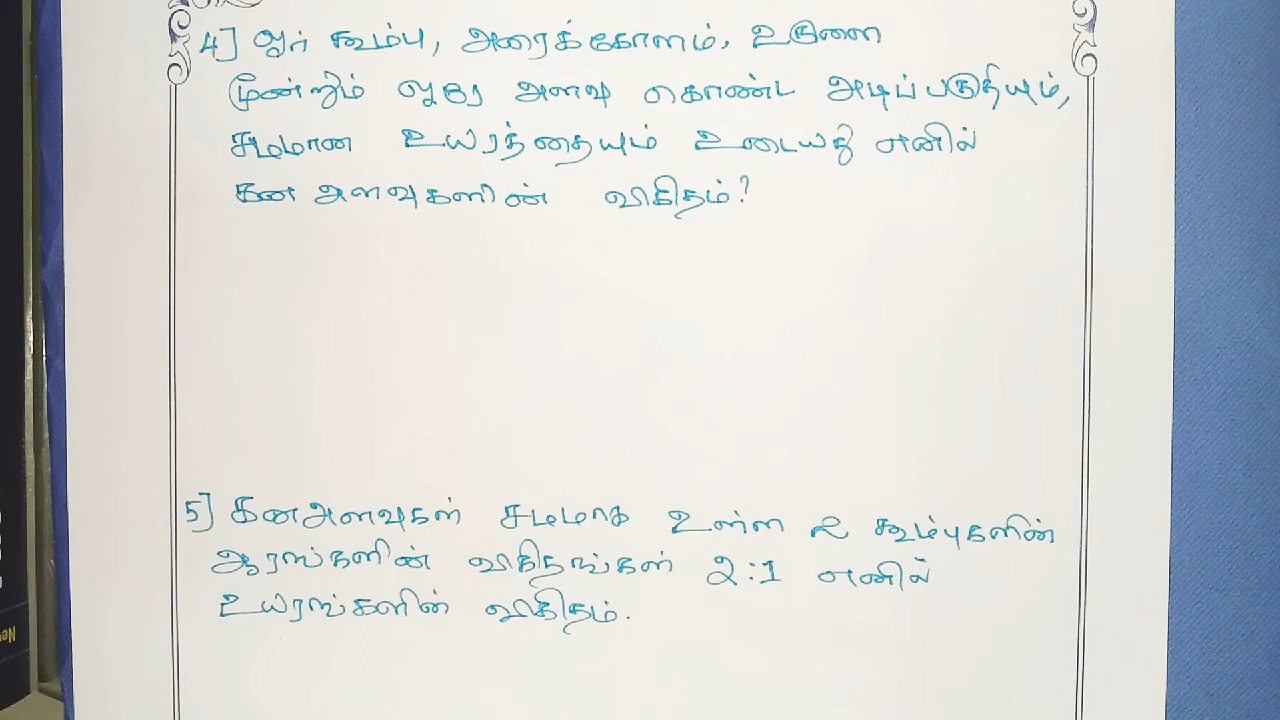 4] ஓர் கூம்பு, அரைக்கோளம், உருளை
மூன்றும் ஒரே அளவு கொண்ட அடிப்பகுதியும்,
சமமான உயரத்தையும் உடையது எனில்
கன அளவுகளின் விகிதம்?
5] கனஅளவுகள் சமமாக உள்ள 2 கூம்புகளின்
ஆரங்களின் விகிதங்கள் 2:1 எனில்
உயரங்களின் விகிதம்.